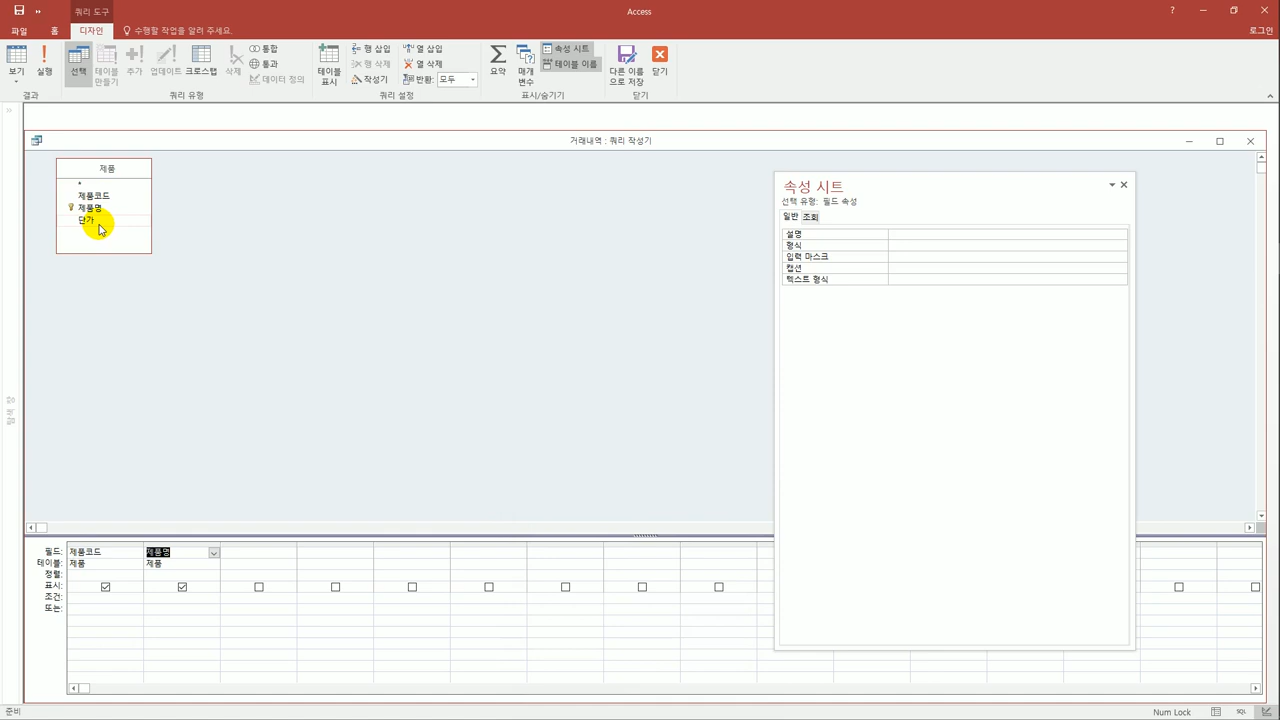 쿼리 도구
Access
파일 홈 디자인 수행할 작업을 알려 주세요. 로그인
보기 실행 선택 테이블 만들기 추가 업데이트 크로스탭 삭제 통합 통과 데이터 정의 테이블 표시 행 삽입 행 삭제 작성기 열 삽입 열 삭제 반환: 모두 요약 매개 변수 속성 시트 테이블 이름 다른 이름으로 저장 닫기
결과 쿼리 유형 쿼리 설정 표시/숨기기 닫기
거래내역 : 쿼리 작성기
제품
*
제품코드
제품명
단가
속성 시트
선택 유형: 필드 속성
일반 조회
설명
형식
입력 마스크
캡션
텍스트 형식
탐색 창
필드: 제품코드 제품명
테이블: 제품 제품
정렬:
표시:
조건:
또는:
준비 Num Lock SQL